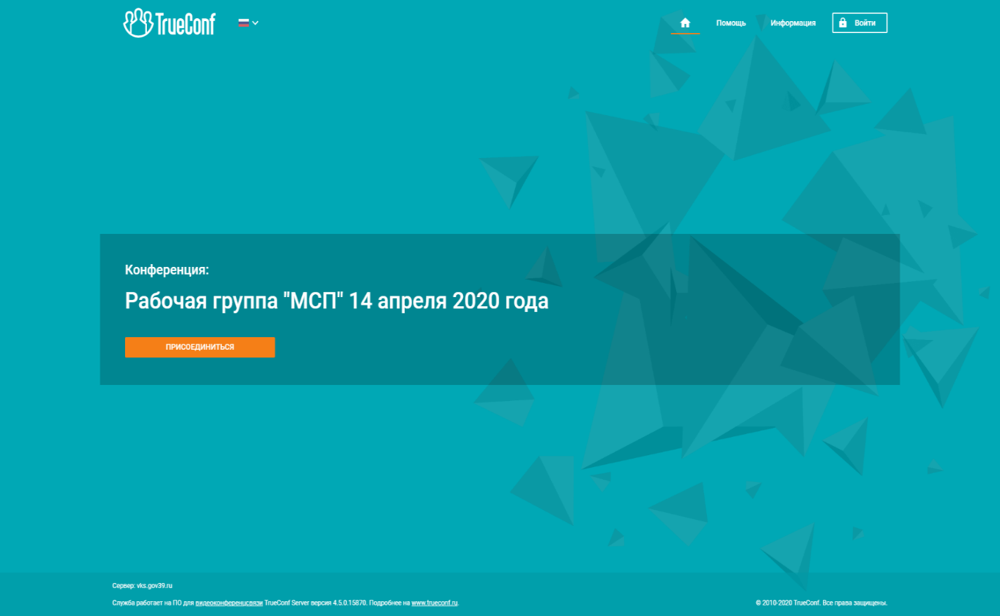 TrueConf
Помощь
Информация
Войти
Конференция:
Рабочая группа "МСП" 14 апреля 2020 года
ПРИСОЕДИНИТЬСЯ
Сервер: vks.gov39.ru
Служба работает на ПО для видеоконференцсвязи TrueConf Server версия 4.5.0.15870. Подробнее на www.trueconf.ru.
© 2010-2020 TrueConf. Все права защищены.